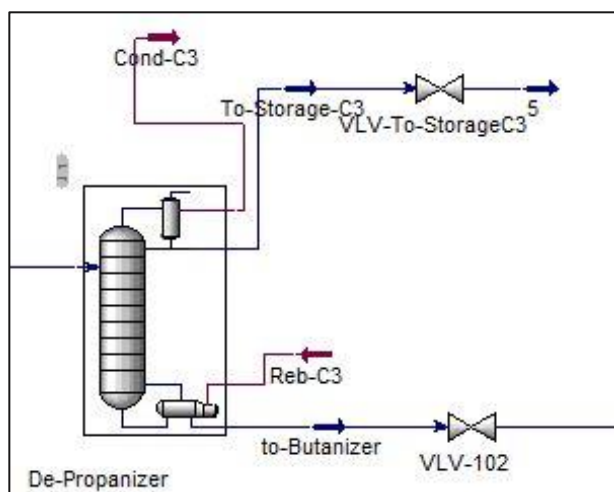 Cond-C3
To-Storage-C3
VLV-To-StorageC3
5
Reb-C3
to-Butanizer
VLV-102
De-Propanizer